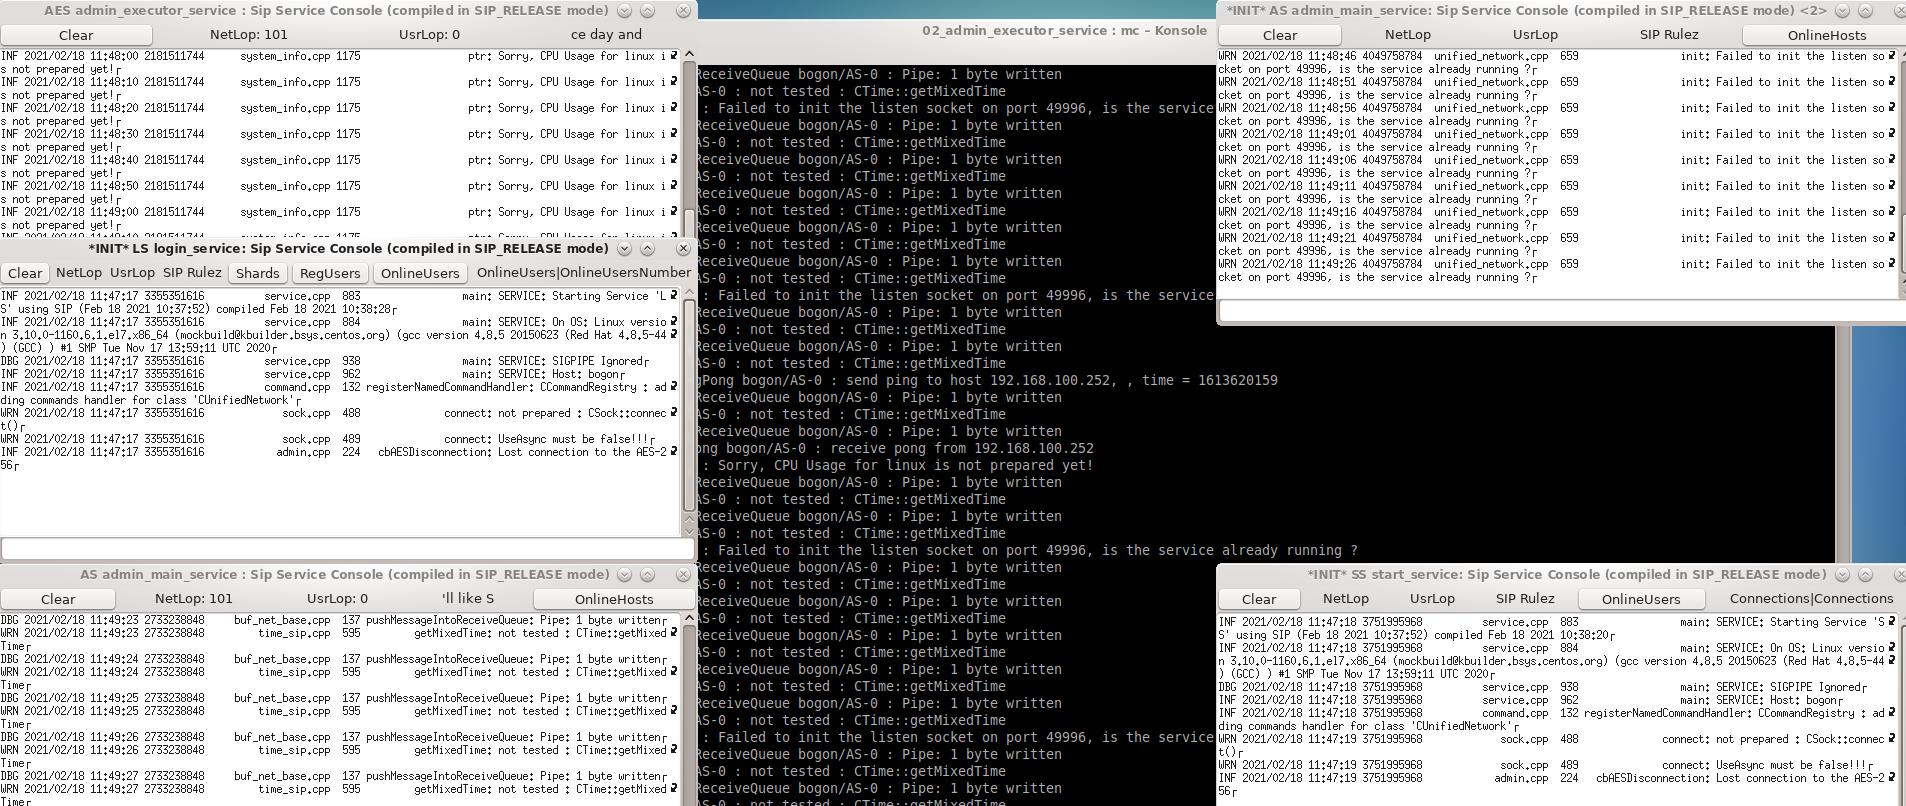 AES admin_executor_service : Sip Service Console (compiled in SIP_RELEASE mode)
Clear NetLop: 101 UsrLop: 0 ce day and
INF 2021/02/18 11:48:00 2181511744 system_info.cpp 1175 ptr: Sorry, CPU Usage for linux i
s not prepared yet!
INF 2021/02/18 11:48:10 2181511744 system_info.cpp 1175 ptr: Sorry, CPU Usage for linux i
s not prepared yet!
INF 2021/02/18 11:48:20 2181511744 system_info.cpp 1175 ptr: Sorry, CPU Usage for linux i
s not prepared yet!
INF 2021/02/18 11:48:30 2181511744 system_info.cpp 1175 ptr: Sorry, CPU Usage for linux i
s not prepared yet!
INF 2021/02/18 11:48:40 2181511744 system_info.cpp 1175 ptr: Sorry, CPU Usage for linux i
s not prepared yet!
INF 2021/02/18 11:48:50 2181511744 system_info.cpp 1175 ptr: Sorry, CPU Usage for linux i
s not prepared yet!
INF 2021/02/18 11:49:00 2181511744 system_info.cpp 1175 ptr: Sorry, CPU Usage for linux i
s not prepared yet!
*INIT* LS login_service: Sip Service Console (compiled in SIP_RELEASE mode)
Clear NetLop UsrLop SIP Rulez Shards RegUsers OnlineUsers OnlineUsers|OnlineUsersNumber
INF 2021/02/18 11:47:17 3355351616 service.cpp 883 main: SERVICE: Starting Service 'L
S' using SIP (Feb 18 2021 10:37:52) compiled Feb 18 2021 10:38:28
INF 2021/02/18 11:47:17 3355351616 service.cpp 884 main: SERVICE: On OS: Linux versio
n 3.10.0-1160.6.1.el7.x86_64 (mockbuild@kbuilder.bsys.centos.org) (gcc version 4.8.5 20150623 (Red Hat 4.8.5-44
) (GCC) ) #1 SMP Tue Nov 17 13:59:11 UTC 2020
DBG 2021/02/18 11:47:17 3355351616 service.cpp 938 main: SERVICE: SIGPIPE Ignored
INF 2021/02/18 11:47:17 3355351616 service.cpp 962 main: SERVICE: Host: bogon
INF 2021/02/18 11:47:17 3355351616 command.cpp 132 registerNamedCommandHandler: CCommandRegistry : ad
ding commands handler for class 'CUnifiedNetwork'
WRN 2021/02/18 11:47:17 3355351616 sock.cpp 488 connect: not prepared : CSock::connec
t()
WRN 2021/02/18 11:47:17 3355351616 sock.cpp 489 connect: UseAsync must be false!!!
INF 2021/02/18 11:47:17 3355351616 admin.cpp 224 cbAESDisconnection: Lost connection to the AES-2
56
AS admin_main_service : Sip Service Console (compiled in SIP_RELEASE mode)
Clear NetLop: 101 UsrLop: 0 'll like S OnlineHosts
DBG 2021/02/18 11:49:23 2733238848 buf_net_base.cpp 137 pushMessageIntoReceiveQueue: Pipe: 1 byte written
WRN 2021/02/18 11:49:23 2733238848 time_sip.cpp 595 getMixedTime: not tested : CTime::getMixed
Time
DBG 2021/02/18 11:49:24 2733238848 buf_net_base.cpp 137 pushMessageIntoReceiveQueue: Pipe: 1 byte written
WRN 2021/02/18 11:49:24 2733238848 time_sip.cpp 595 getMixedTime: not tested : CTime::getMixed
Time
DBG 2021/02/18 11:49:25 2733238848 buf_net_base.cpp 137 pushMessageIntoReceiveQueue: Pipe: 1 byte written
WRN 2021/02/18 11:49:25 2733238848 time_sip.cpp 595 getMixedTime: not tested : CTime::getMixed
Time
DBG 2021/02/18 11:49:26 2733238848 buf_net_base.cpp 137 pushMessageIntoReceiveQueue: Pipe: 1 byte written
WRN 2021/02/18 11:49:26 2733238848 time_sip.cpp 595 getMixedTime: not tested : CTime::getMixed
Time
DBG 2021/02/18 11:49:27 2733238848 buf_net_base.cpp 137 pushMessageIntoReceiveQueue: Pipe: 1 byte written
WRN 2021/02/18 11:49:27 2733238848 time_sip.cpp 595 getMixedTime: not tested : CTime::getMixed
Time
02_admin_executor_service : mc – Konsole
ReceiveQueue bogon/AS-0 : Pipe: 1 byte written
AS-0 : not tested : CTime::getMixedTime
: Failed to init the listen socket on port 49996, is the service
ReceiveQueue bogon/AS-0 : Pipe: 1 byte written
AS-0 : not tested : CTime::getMixedTime
ReceiveQueue bogon/AS-0 : Pipe: 1 byte written
AS-0 : not tested : CTime::getMixedTime
ReceiveQueue bogon/AS-0 : Pipe: 1 byte written
AS-0 : not tested : CTime::getMixedTime
ReceiveQueue bogon/AS-0 : Pipe: 1 byte written
AS-0 : not tested : CTime::getMixedTime
ReceiveQueue bogon/AS-0 : Pipe: 1 byte written
AS-0 : not tested : CTime::getMixedTime
: Failed to init the listen socket on port 49996, is the service
ReceiveQueue bogon/AS-0 : Pipe: 1 byte written
AS-0 : not tested : CTime::getMixedTime
ReceiveQueue bogon/AS-0 : Pipe: 1 byte written
AS-0 : not tested : CTime::getMixedTime
gPong bogon/AS-0 : send ping to host 192.168.100.252, , time = 1613620159
ReceiveQueue bogon/AS-0 : Pipe: 1 byte written
AS-0 : not tested : CTime::getMixedTime
ReceiveQueue bogon/AS-0 : Pipe: 1 byte written
ong bogon/AS-0 : receive pong from 192.168.100.252
: Sorry, CPU Usage for linux is not prepared yet!
ReceiveQueue bogon/AS-0 : Pipe: 1 byte written
AS-0 : not tested : CTime::getMixedTime
ReceiveQueue bogon/AS-0 : Pipe: 1 byte written
AS-0 : not tested : CTime::getMixedTime
: Failed to init the listen socket on port 49996, is the service already running ?
ReceiveQueue bogon/AS-0 : Pipe: 1 byte written
AS-0 : not tested : CTime::getMixedTime
ReceiveQueue bogon/AS-0 : Pipe: 1 byte written
AS-0 : not tested : CTime::getMixedTime
ReceiveQueue bogon/AS-0 : Pipe: 1 byte written
AS-0 : not tested : CTime::getMixedTime
ReceiveQueue bogon/AS-0 : Pipe: 1 byte written
AS-0 : not tested : CTime::getMixedTime
ReceiveQueue bogon/AS-0 : Pipe: 1 byte written
AS-0 : not tested : CTime::getMixedTime
: Failed to init the listen socket on port 49996, is the service
ReceiveQueue bogon/AS-0 : Pipe: 1 byte written
AS-0 : not tested : CTime::getMixedTime
ReceiveQueue bogon/AS-0 : Pipe: 1 byte written
AS-0 : not tested : CTime::getMixedTime
*INIT* AS admin_main_service: Sip Service Console (compiled in SIP_RELEASE mode) <2>
Clear NetLop UsrLop SIP Rulez OnlineHosts
WRN 2021/02/18 11:48:46 4049758784 unified_network.cpp 659 init: Failed to init the listen so
cket on port 49996, is the service already running ?
WRN 2021/02/18 11:48:51 4049758784 unified_network.cpp 659 init: Failed to init the listen so
cket on port 49996, is the service already running ?
WRN 2021/02/18 11:48:56 4049758784 unified_network.cpp 659 init: Failed to init the listen so
cket on port 49996, is the service already running ?
WRN 2021/02/18 11:49:01 4049758784 unified_network.cpp 659 init: Failed to init the listen so
cket on port 49996, is the service already running ?
WRN 2021/02/18 11:49:06 4049758784 unified_network.cpp 659 init: Failed to init the listen so
cket on port 49996, is the service already running ?
WRN 2021/02/18 11:49:11 4049758784 unified_network.cpp 659 init: Failed to init the listen so
cket on port 49996, is the service already running ?
WRN 2021/02/18 11:49:16 4049758784 unified_network.cpp 659 init: Failed to init the listen so
cket on port 49996, is the service already running ?
WRN 2021/02/18 11:49:21 4049758784 unified_network.cpp 659 init: Failed to init the listen so
cket on port 49996, is the service already running ?
WRN 2021/02/18 11:49:26 4049758784 unified_network.cpp 659 init: Failed to init the listen so
cket on port 49996, is the service already running ?
*INIT* SS start_service: Sip Service Console (compiled in SIP_RELEASE mode)
Clear NetLop UsrLop SIP Rulez OnlineUsers Connections|Connections
INF 2021/02/18 11:47:18 3751995968 service.cpp 883 main: SERVICE: Starting Service 'S
S' using SIP (Feb 18 2021 10:37:52) compiled Feb 18 2021 10:38:20
INF 2021/02/18 11:47:18 3751995968 service.cpp 884 main: SERVICE: On OS: Linux versio
n 3.10.0-1160.6.1.el7.x86_64 (mockbuild@kbuilder.bsys.centos.org) (gcc version 4.8.5 20150623 (Red Hat 4.8.5-44
) (GCC) ) #1 SMP Tue Nov 17 13:59:11 UTC 2020
DBG 2021/02/18 11:47:18 3751995968 service.cpp 938 main: SERVICE: SIGPIPE Ignored
INF 2021/02/18 11:47:18 3751995968 service.cpp 962 main: SERVICE: Host: bogon
INF 2021/02/18 11:47:18 3751995968 command.cpp 132 registerNamedCommandHandler: CCommandRegistry : ad
ding commands handler for class 'CUnifiedNetwork'
WRN 2021/02/18 11:47:19 3751995968 sock.cpp 488 connect: not prepared : CSock::connec
t()
WRN 2021/02/18 11:47:19 3751995968 sock.cpp 489 connect: UseAsync must be false!!!
INF 2021/02/18 11:47:19 3751995968 admin.cpp 224 cbAESDisconnection: Lost connection to the AES-2
56